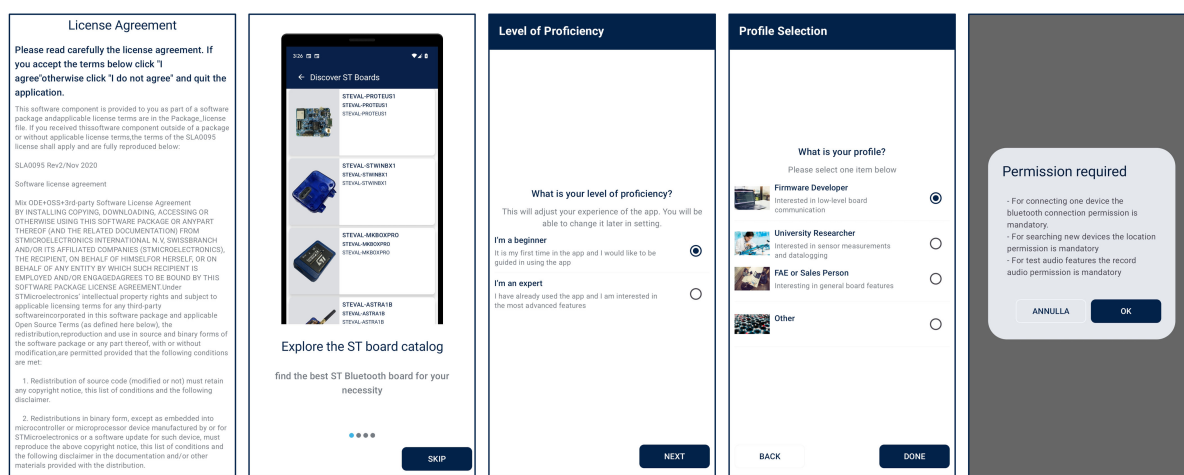 License Agreement
Please read carefully the license agreement. If
you accept the terms below click "I
agree"otherwise click "I do not agree" and quit the
application.
This software component is provided to you as part of a software
package andapplicable license terms are in the Package_license
file. If you received thissoftware component outside of a package
or without applicable license terms,the terms of the SLA0095
license shall apply and are fully reproduced below:
SLA0095 Rev2/Nov 2020
Software license agreement
Mix ODE+OSS+3rd-party Software License Agreement
BY INSTALLING COPYING, DOWNLOADING, ACCESSING OR
OTHERWISE USING THIS SOFTWARE PACKAGE OR ANYPART
THEREOF (AND THE RELATED DOCUMENTATION) FROM
STMICROELECTRONICS INTERNATIONAL N.V, SWISSBRANCH
AND/OR ITS AFFILIATED COMPANIES (STMICROELECTRONICS),
THE RECIPIENT, ON BEHALF OF HIMSELFOR HERSELF, OR ON
BEHALF OF ANY ENTITY BY WHICH SUCH RECIPIENT IS
EMPLOYED AND/OR ENGAGEDAGREES TO BE BOUND BY THIS
SOFTWARE PACKAGE LICENSE AGREEMENT.Under
STMicroelectronics' intellectual property rights and subject to
applicable licensing terms for any third-party
softwareincorporated in this software package and applicable
Open Source Terms (as defined here below), the
redistribution,reproduction and use in source and binary forms of
the software package or any part thereof, with or without
modification,are permitted provided that the following conditions
are met:
1. Redistribution of source code (modified or not) must retain
any copyright notice, this list of conditions and the following
disclaimer.
2. Redistributions in binary form, except as embedded into
microcontroller or microprocessor device manufactured by or for
STMicroelectronics or a software update for such device, must
reproduce the above copyright notice, this list of conditions and
the following disclaimer in the documentation and/or other
materials provided with the distribution.
3:26
Discover ST Boards
STEVAL-PROTEUS1
STEVAL-PROTEUS1
STEVAL-PROTEUS1
STEVAL-STWINBX1
STEVAL-STWINBX1
STEVAL-STWINBX1
STEVAL-MKBOXPRO
STEVAL-MKBOXPRO
STEVAL-MKBOXPRO
STEVAL-ASTRA1B
STEVAL-ASTRA1B
STEVAL-ASTRA1B
Explore the ST board catalog
find the best ST Bluetooth board for your
necessity
SKIP
Level of Proficiency
What is your level of proficiency?
This will adjust your experience of the app. You will be
able to change it later in setting.
I'm a beginner
It is my first time in the app and I would like to be
guided in using the app
I'm an expert
I have already used the app and I am interested in
the most advanced features
NEXT
Profile Selection
What is your profile?
Please select one item below
Firmware Developer
Interested in low-level board
communication
University Researcher
Interested in sensor measurements
and datalogging
FAE or Sales Person
Interesting in general board features
Other
BACK
DONE
Permission required
- For connecting one device the
bluetooth connection permission is
mandatory.
- For searching new devices the location
permission is mandatory
- For test audio features the record
audio permission is mandatory
ANNULLA
OK